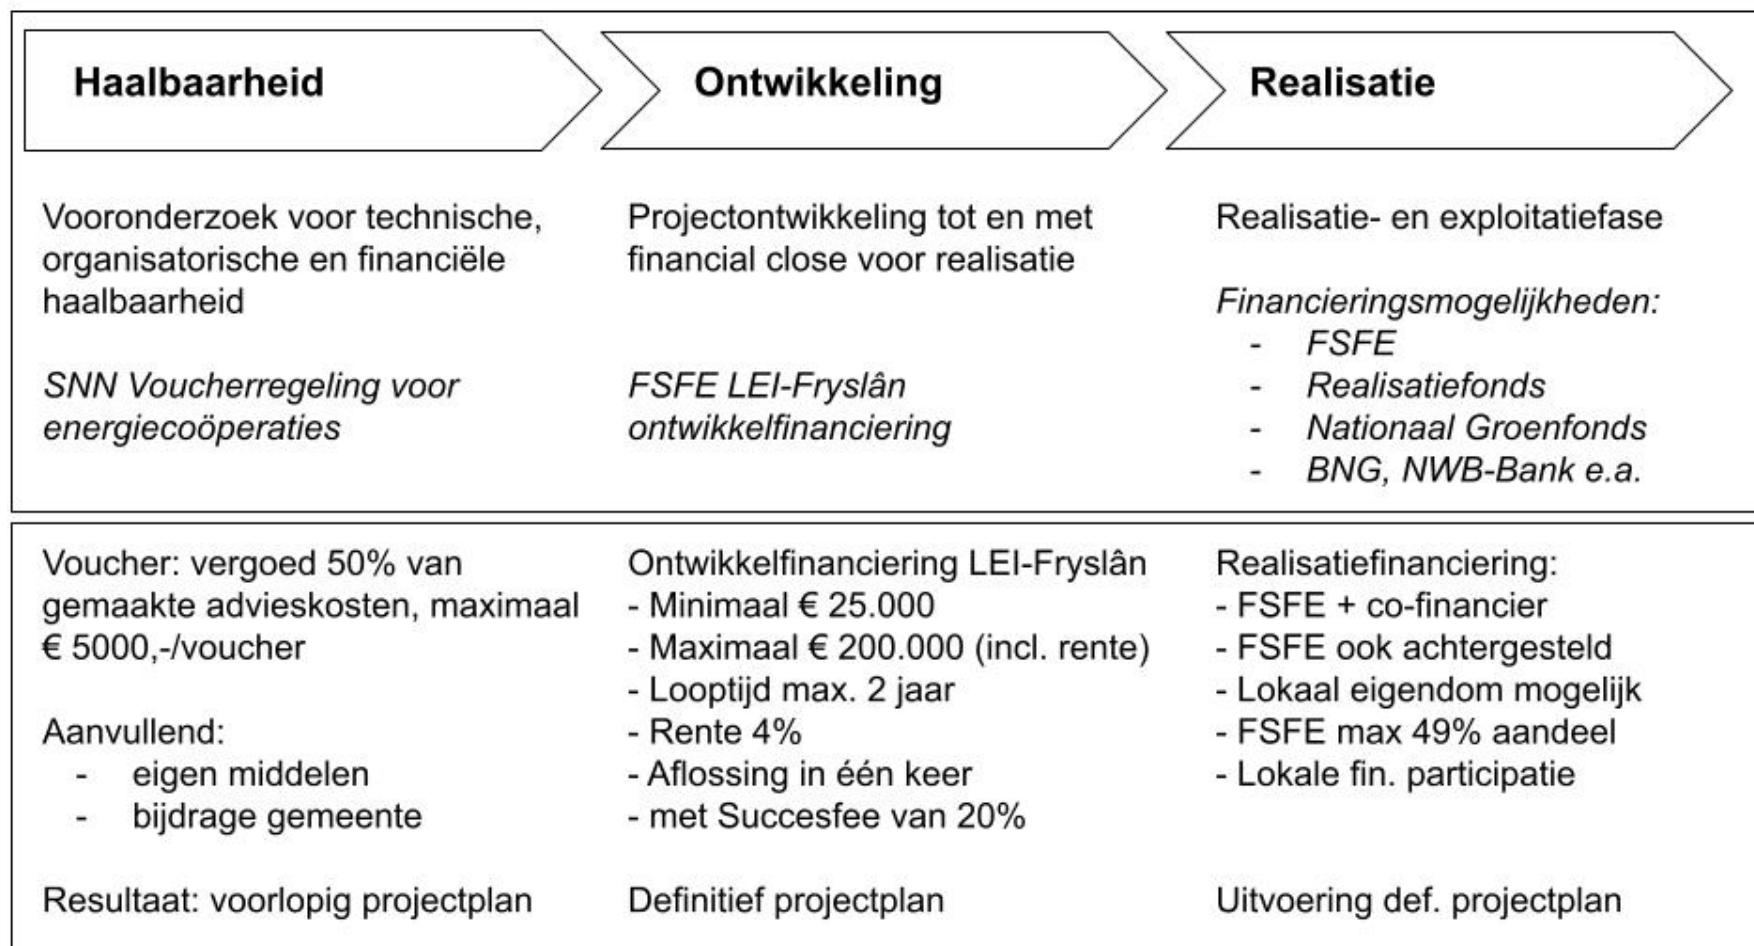 Haalbaarheid
Vooronderzoek voor technische,
organisatorische en financiële
haalbaarheid
SNN Voucherregeling voor
energiecoöperaties
Ontwikkeling
Projectontwikkeling tot en met
financial close voor realisatie
FSFE LEI-Fryslân
ontwikkelfinanciering
Realisatie
Realisatie- en exploitatiefase
Financieringsmogelijkheden:
- FSFE
- Realisatiefonds
- Nationaal Groenfonds
- BNG, NWB-Bank e.a.
Voucher: vergoed 50% van
gemaakte advieskosten, maximaal
€ 5000,-/voucher
Aanvullend:
- eigen middelen
- bijdrage gemeente
Resultaat: voorlopig projectplan
Ontwikkelfinanciering LEI-Fryslân
- Minimaal € 25.000
- Maximaal € 200.000 (incl. rente)
- Looptijd max. 2 jaar
- Rente 4%
- Aflossing in één keer
- met Succesfee van 20%
Definitief projectplan
Realisatiefinanciering:
- FSFE + co-financier
- FSFE ook achtergesteld
- Lokaal eigendom mogelijk
- FSFE max 49% aandeel
- Lokale fin. participatie
Uitvoering def. projectplan